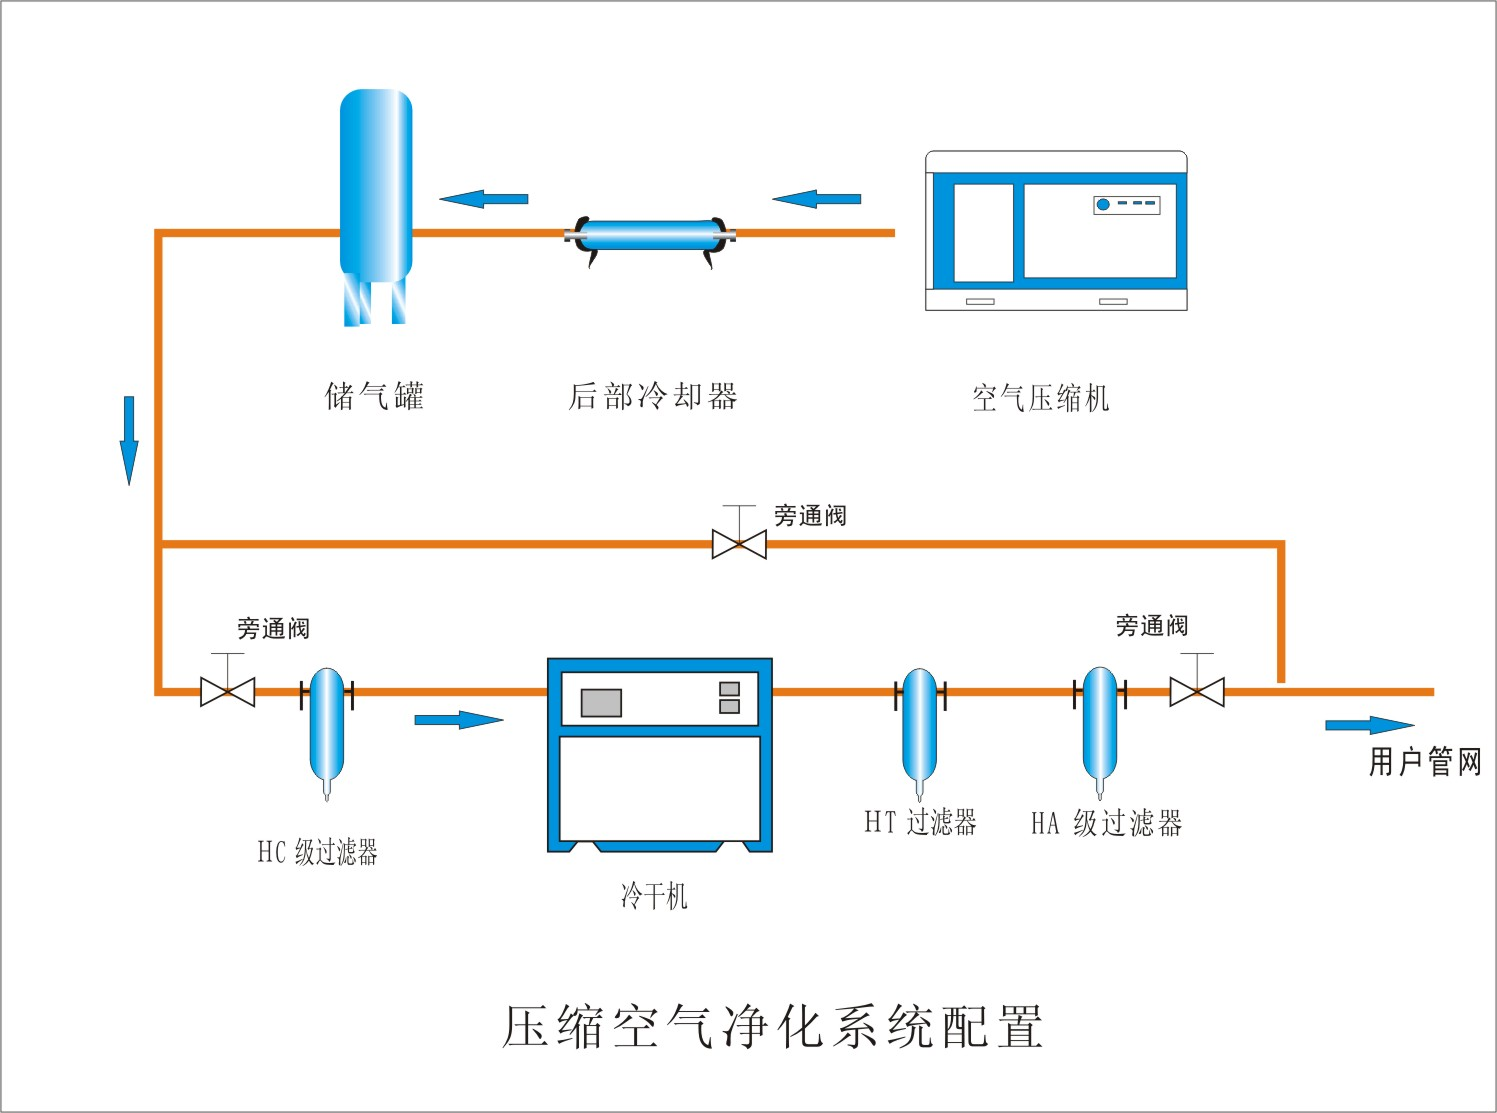 储气罐
后部冷却器
空气压缩机
旁通阀
旁通阀
旁通阀
用户管网
HC 级过滤器
HT 过滤器
HA 级过滤器
冷干机
压缩空气净化系统配置